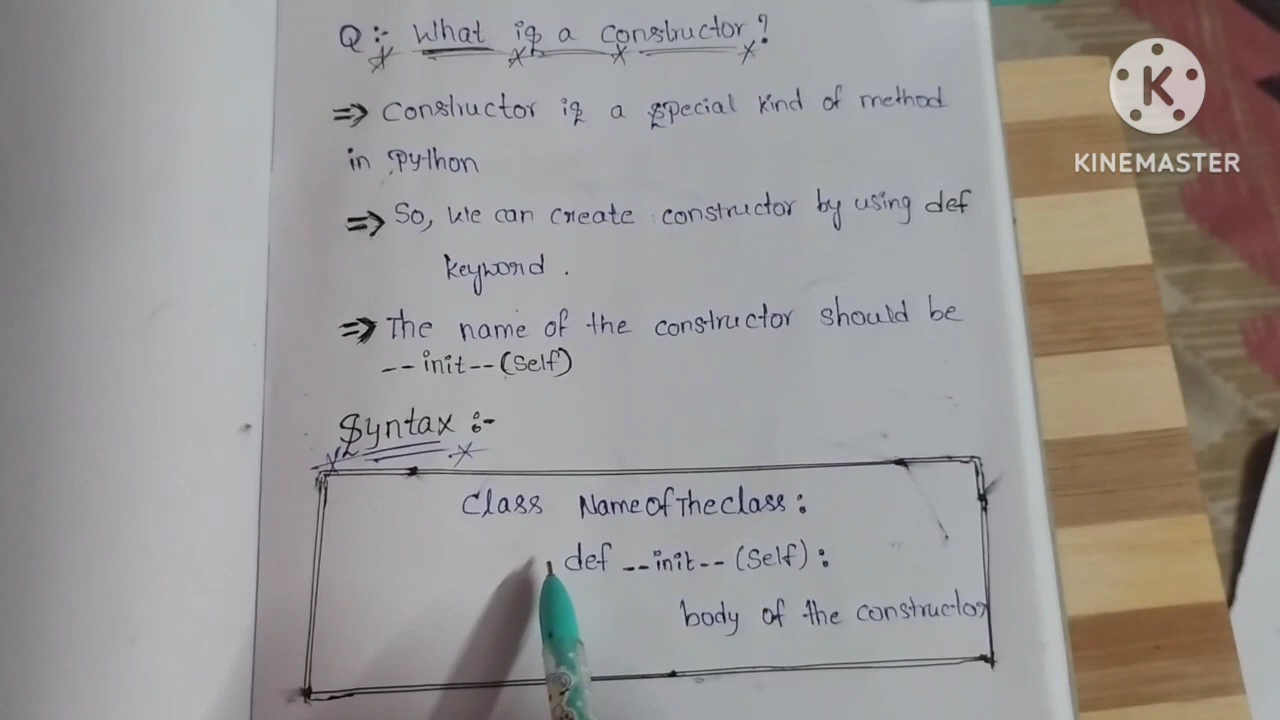 Q:- What is a constructor?
⇒ Constructor is a special kind of method
in Python
⇒ So, we can create constructor by using def
keyword.
⇒ The name of the constructor should be
--init--(Self)
Syntax :-
Class NameOfTheclass:
def --init--(Self):
body of the constructor
K
KINEMASTER